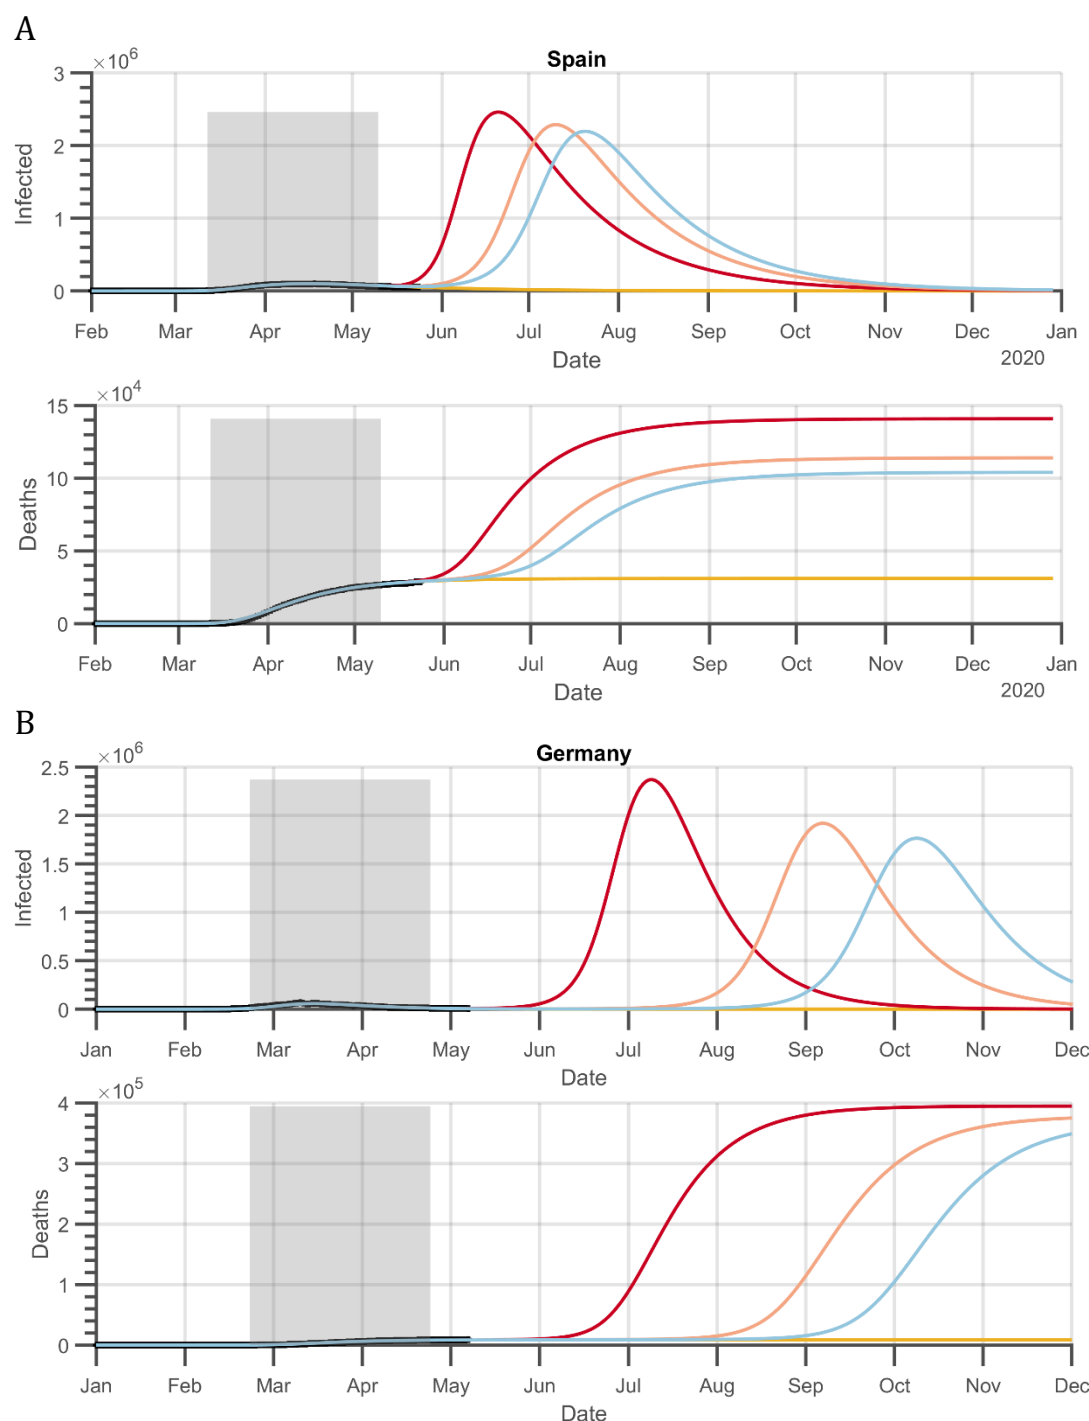 A
Spain
×10^6
3
2
1
0
Infected
Feb Mar Apr May Jun Jul Aug Sep Oct Nov Dec Jan
Date
2020
×10^4
15
10
5
0
Deaths
Feb Mar Apr May Jun Jul Aug Sep Oct Nov Dec Jan
Date
2020
B
Germany
×10^6
2.5
2
1.5
1
0.5
0
Infected
Jan Feb Mar Apr May Jun Jul Aug Sep Oct Nov Dec
Date
×10^5
4
3
2
1
0
Deaths
Jan Feb Mar Apr May Jun Jul Aug Sep Oct Nov Dec
Date